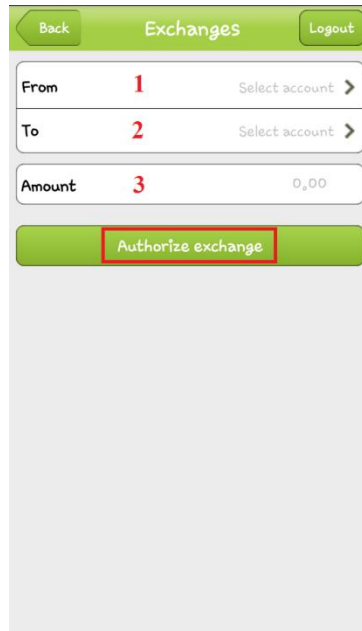 Back Exchanges Logout
From 1 Select account
To 2 Select account
Amount 3 0,00
Authorize exchange